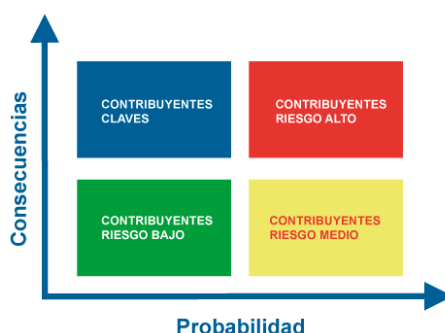 Consecuencias
CONTRIBUYENTES
CLAVES
CONTRIBUYENTES
RIESGO ALTO
CONTRIBUYENTES
RIESGO BAJO
CONTRIBUYENTES
RIESGO MEDIO
Probabilidad